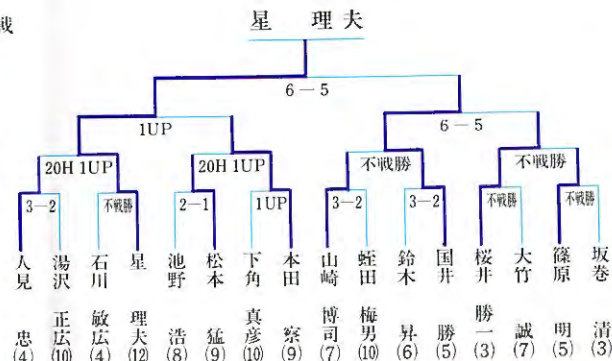 戦
星 理夫
6-5
1UP
6-5
20H 1UP
20H 1UP
不戦勝
不戦勝
3-2
不戦勝
2-1
1UP
3-2
3-2
不戦勝
不戦勝
人見 忠(4)
湯沢 正広(10)
石川 敏広(4)
星 理夫(12)
池野 浩(8)
松本 猛(9)
下角 真彦(10)
本田 察(9)
山崎 博司(7)
蛭田 梅男(10)
鈴木 昇(6)
国井 勝(5)
桜井 勝一(3)
大竹 誠(7)
篠原 明(5)
坂巻 清(3)